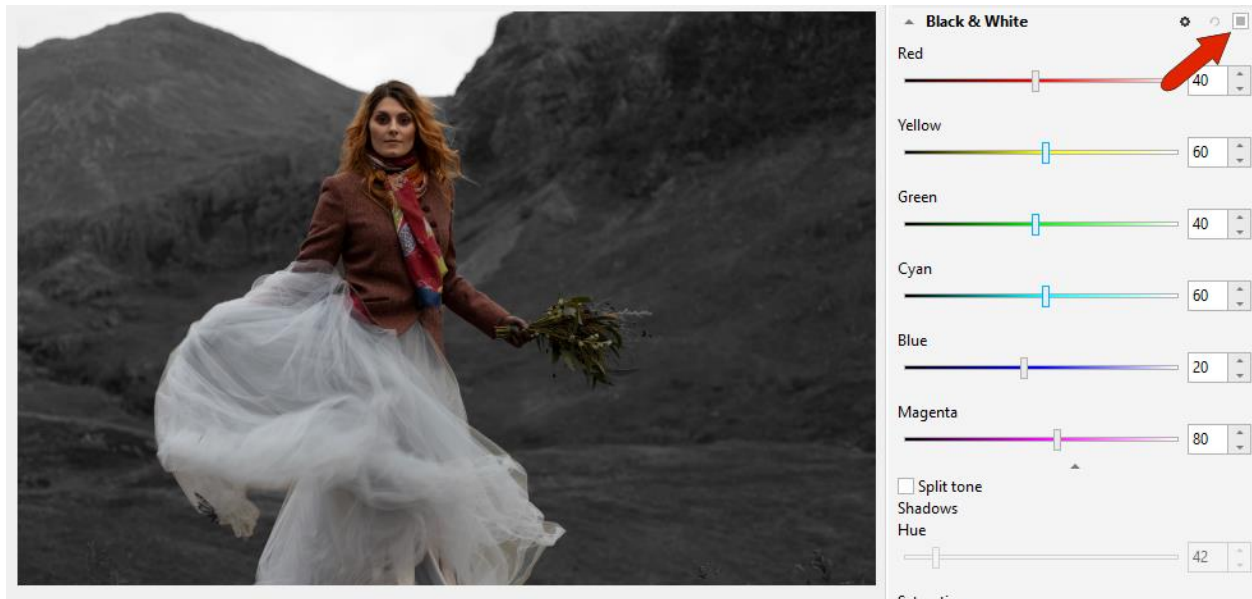 Black & White
Red
40
Yellow
60
Green
40
Cyan
60
Blue
20
Magenta
80
Split tone
Shadows
Hue
42